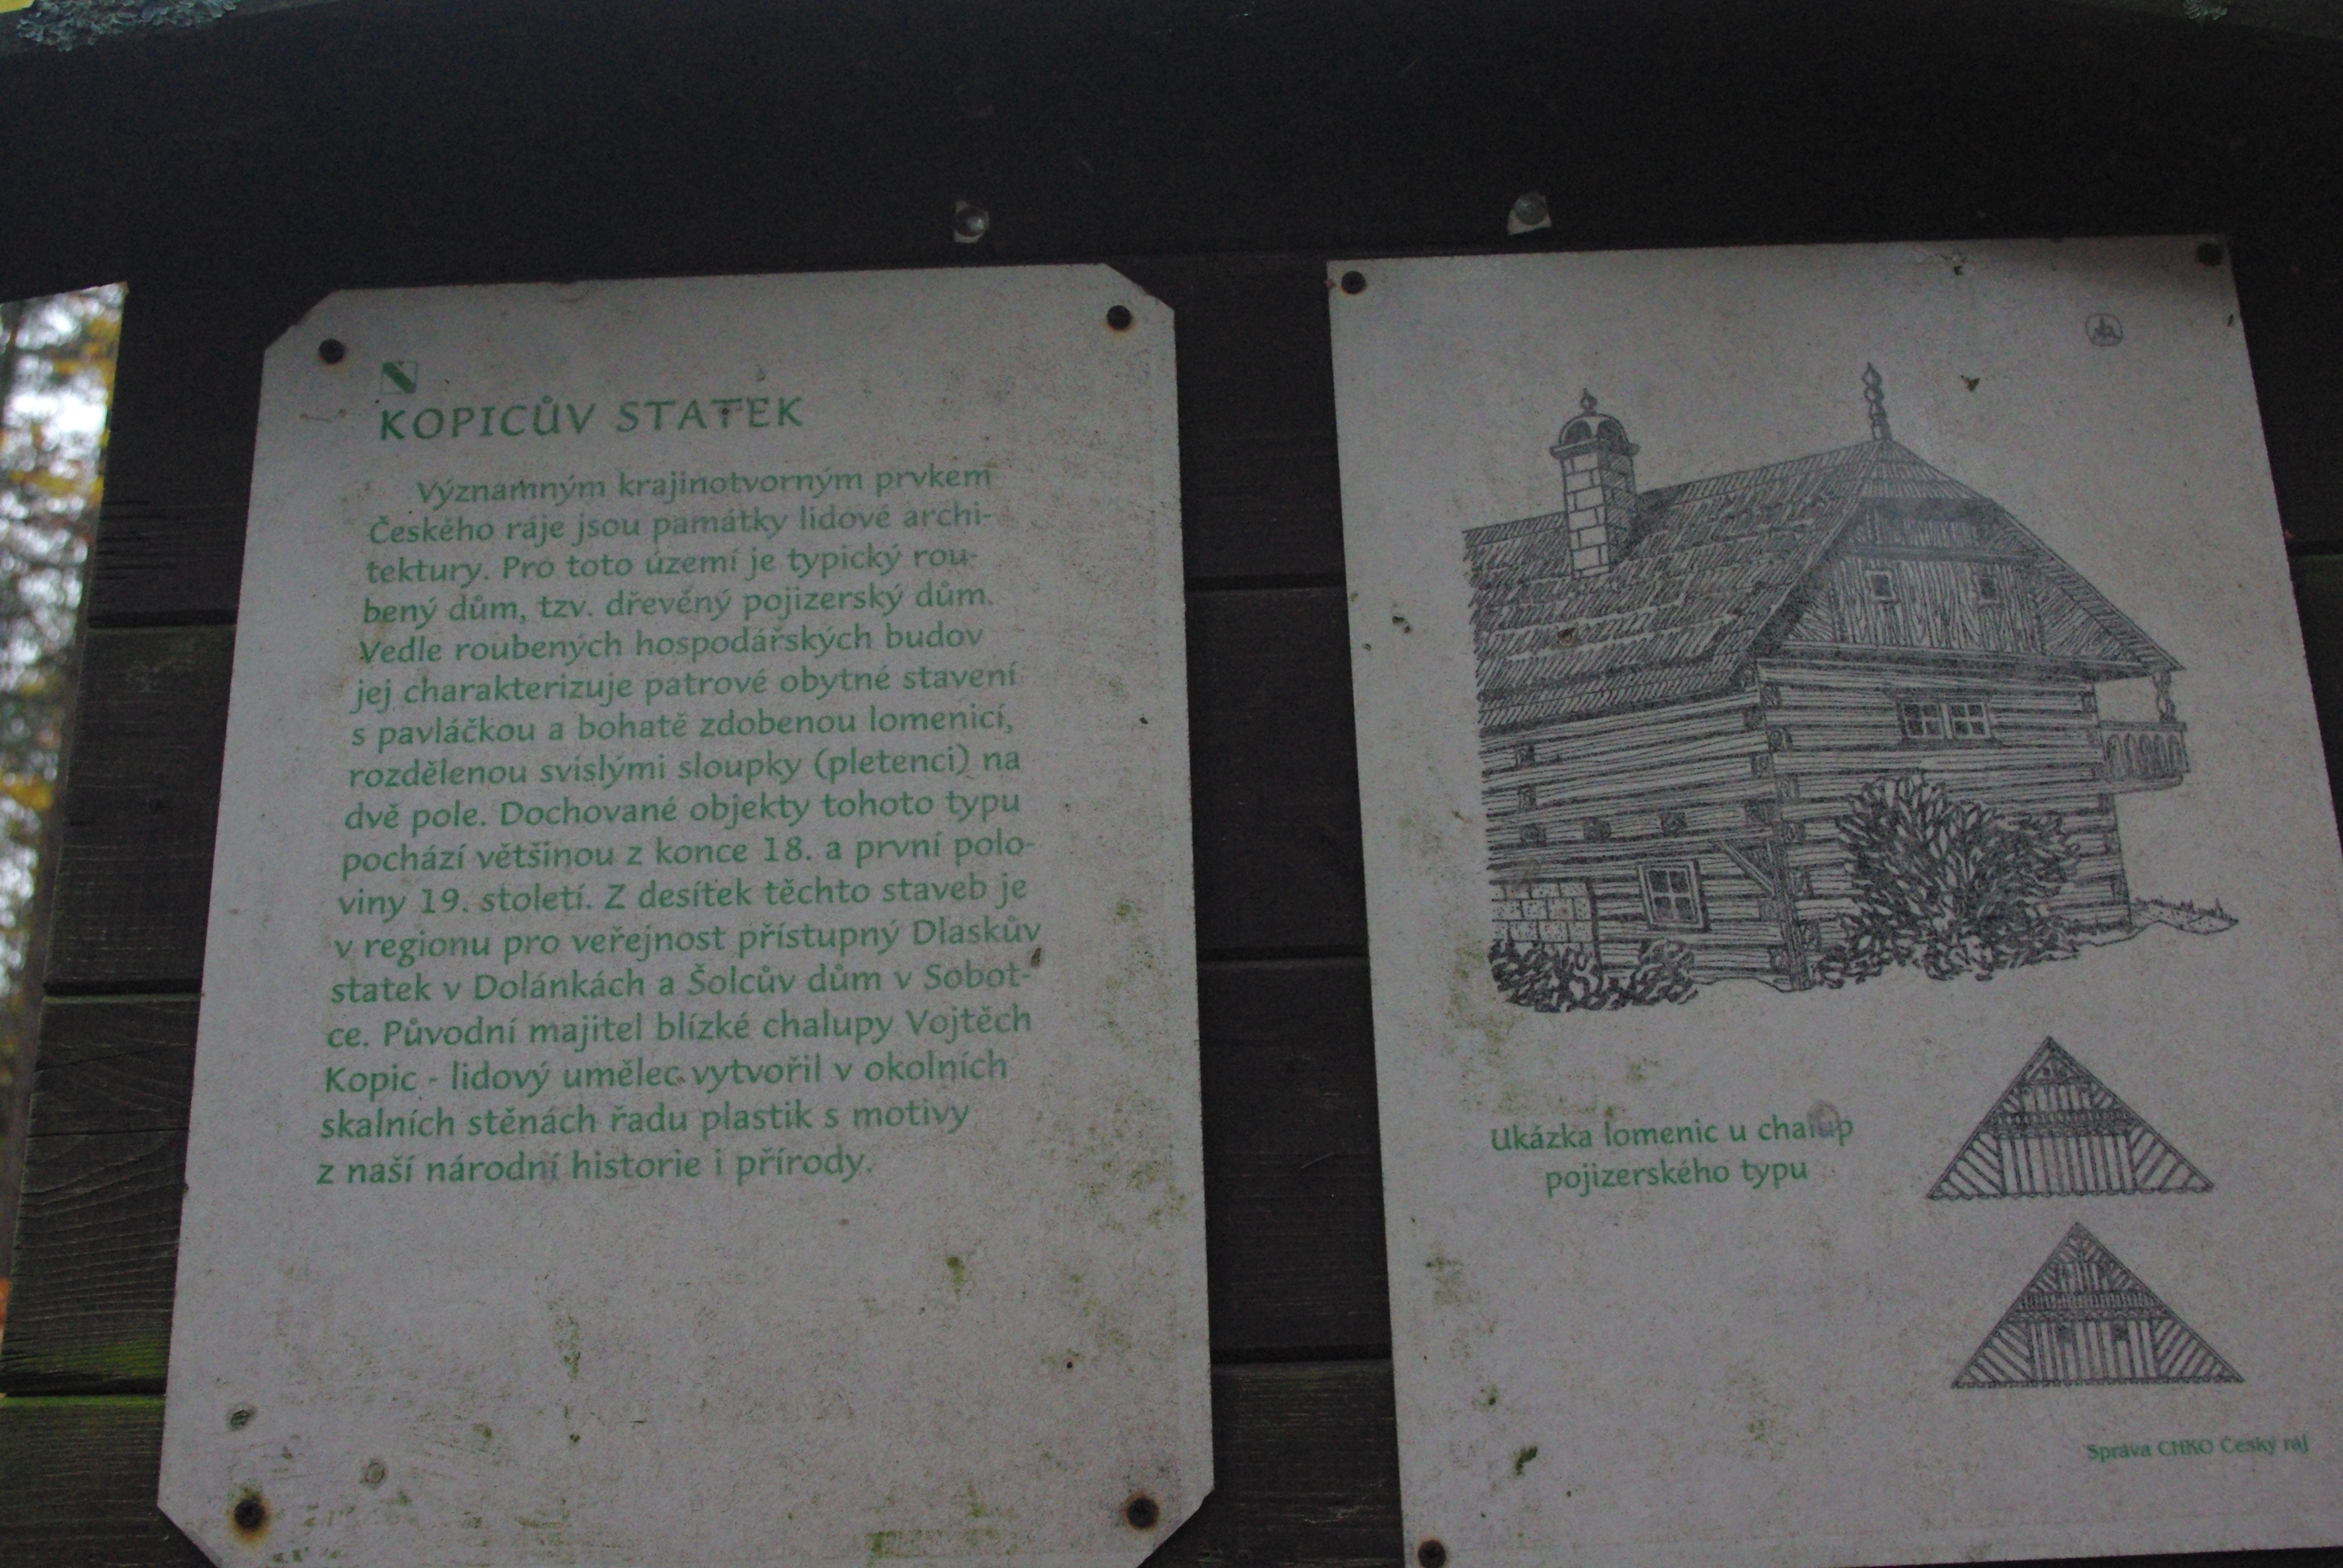 KOPICŮV STATEK
Významným krajinotvorným prvkem
Českého ráje jsou památky lidové archi-
tektury. Pro toto území je typický rou-
bený dům, tzv. dřevěný pojizerský dům.
Vedle roubených hospodářských budov
jej charakterizuje patrové obytné stavení
s pavláčkou a bohatě zdobenou lomenicí,
rozdělenou svislými sloupky (pletenci) na
dvě pole. Dochované objekty tohoto typu
pochází většinou z konce 18. a první polo-
viny 19. století. Z desítek těchto staveb je
v regionu pro veřejnost přístupný Dlaskův
statek v Dolánkách a Šolcův dům v Sobot-
ce. Původní majitel blízké chalupy Vojtěch
Kopic - lidový umělec vytvořil v okolních
skalních stěnách řadu plastik s motivy
z naší národní historie i přírody.
Ukázka lomenic u chalup
pojizerského typu
Správa CHKO Český ráj